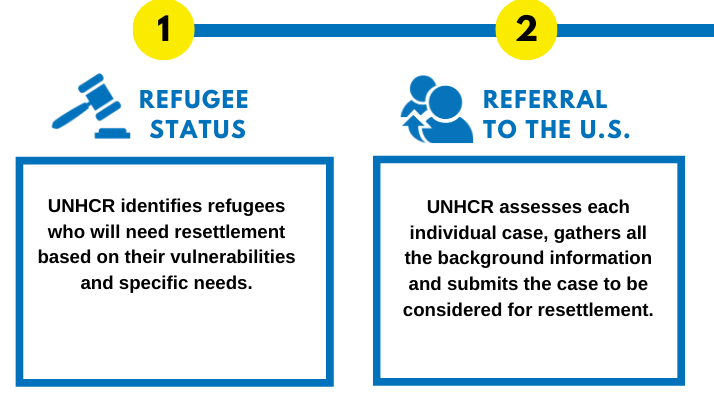 1
REFUGEE
STATUS
UNHCR identifies refugees
who will need resettlement
based on their vulnerabilities
and specific needs.
2
REFERRAL
TO THE U.S.
UNHCR assesses each
individual case, gathers all
the background information
and submits the case to be
considered for resettlement.